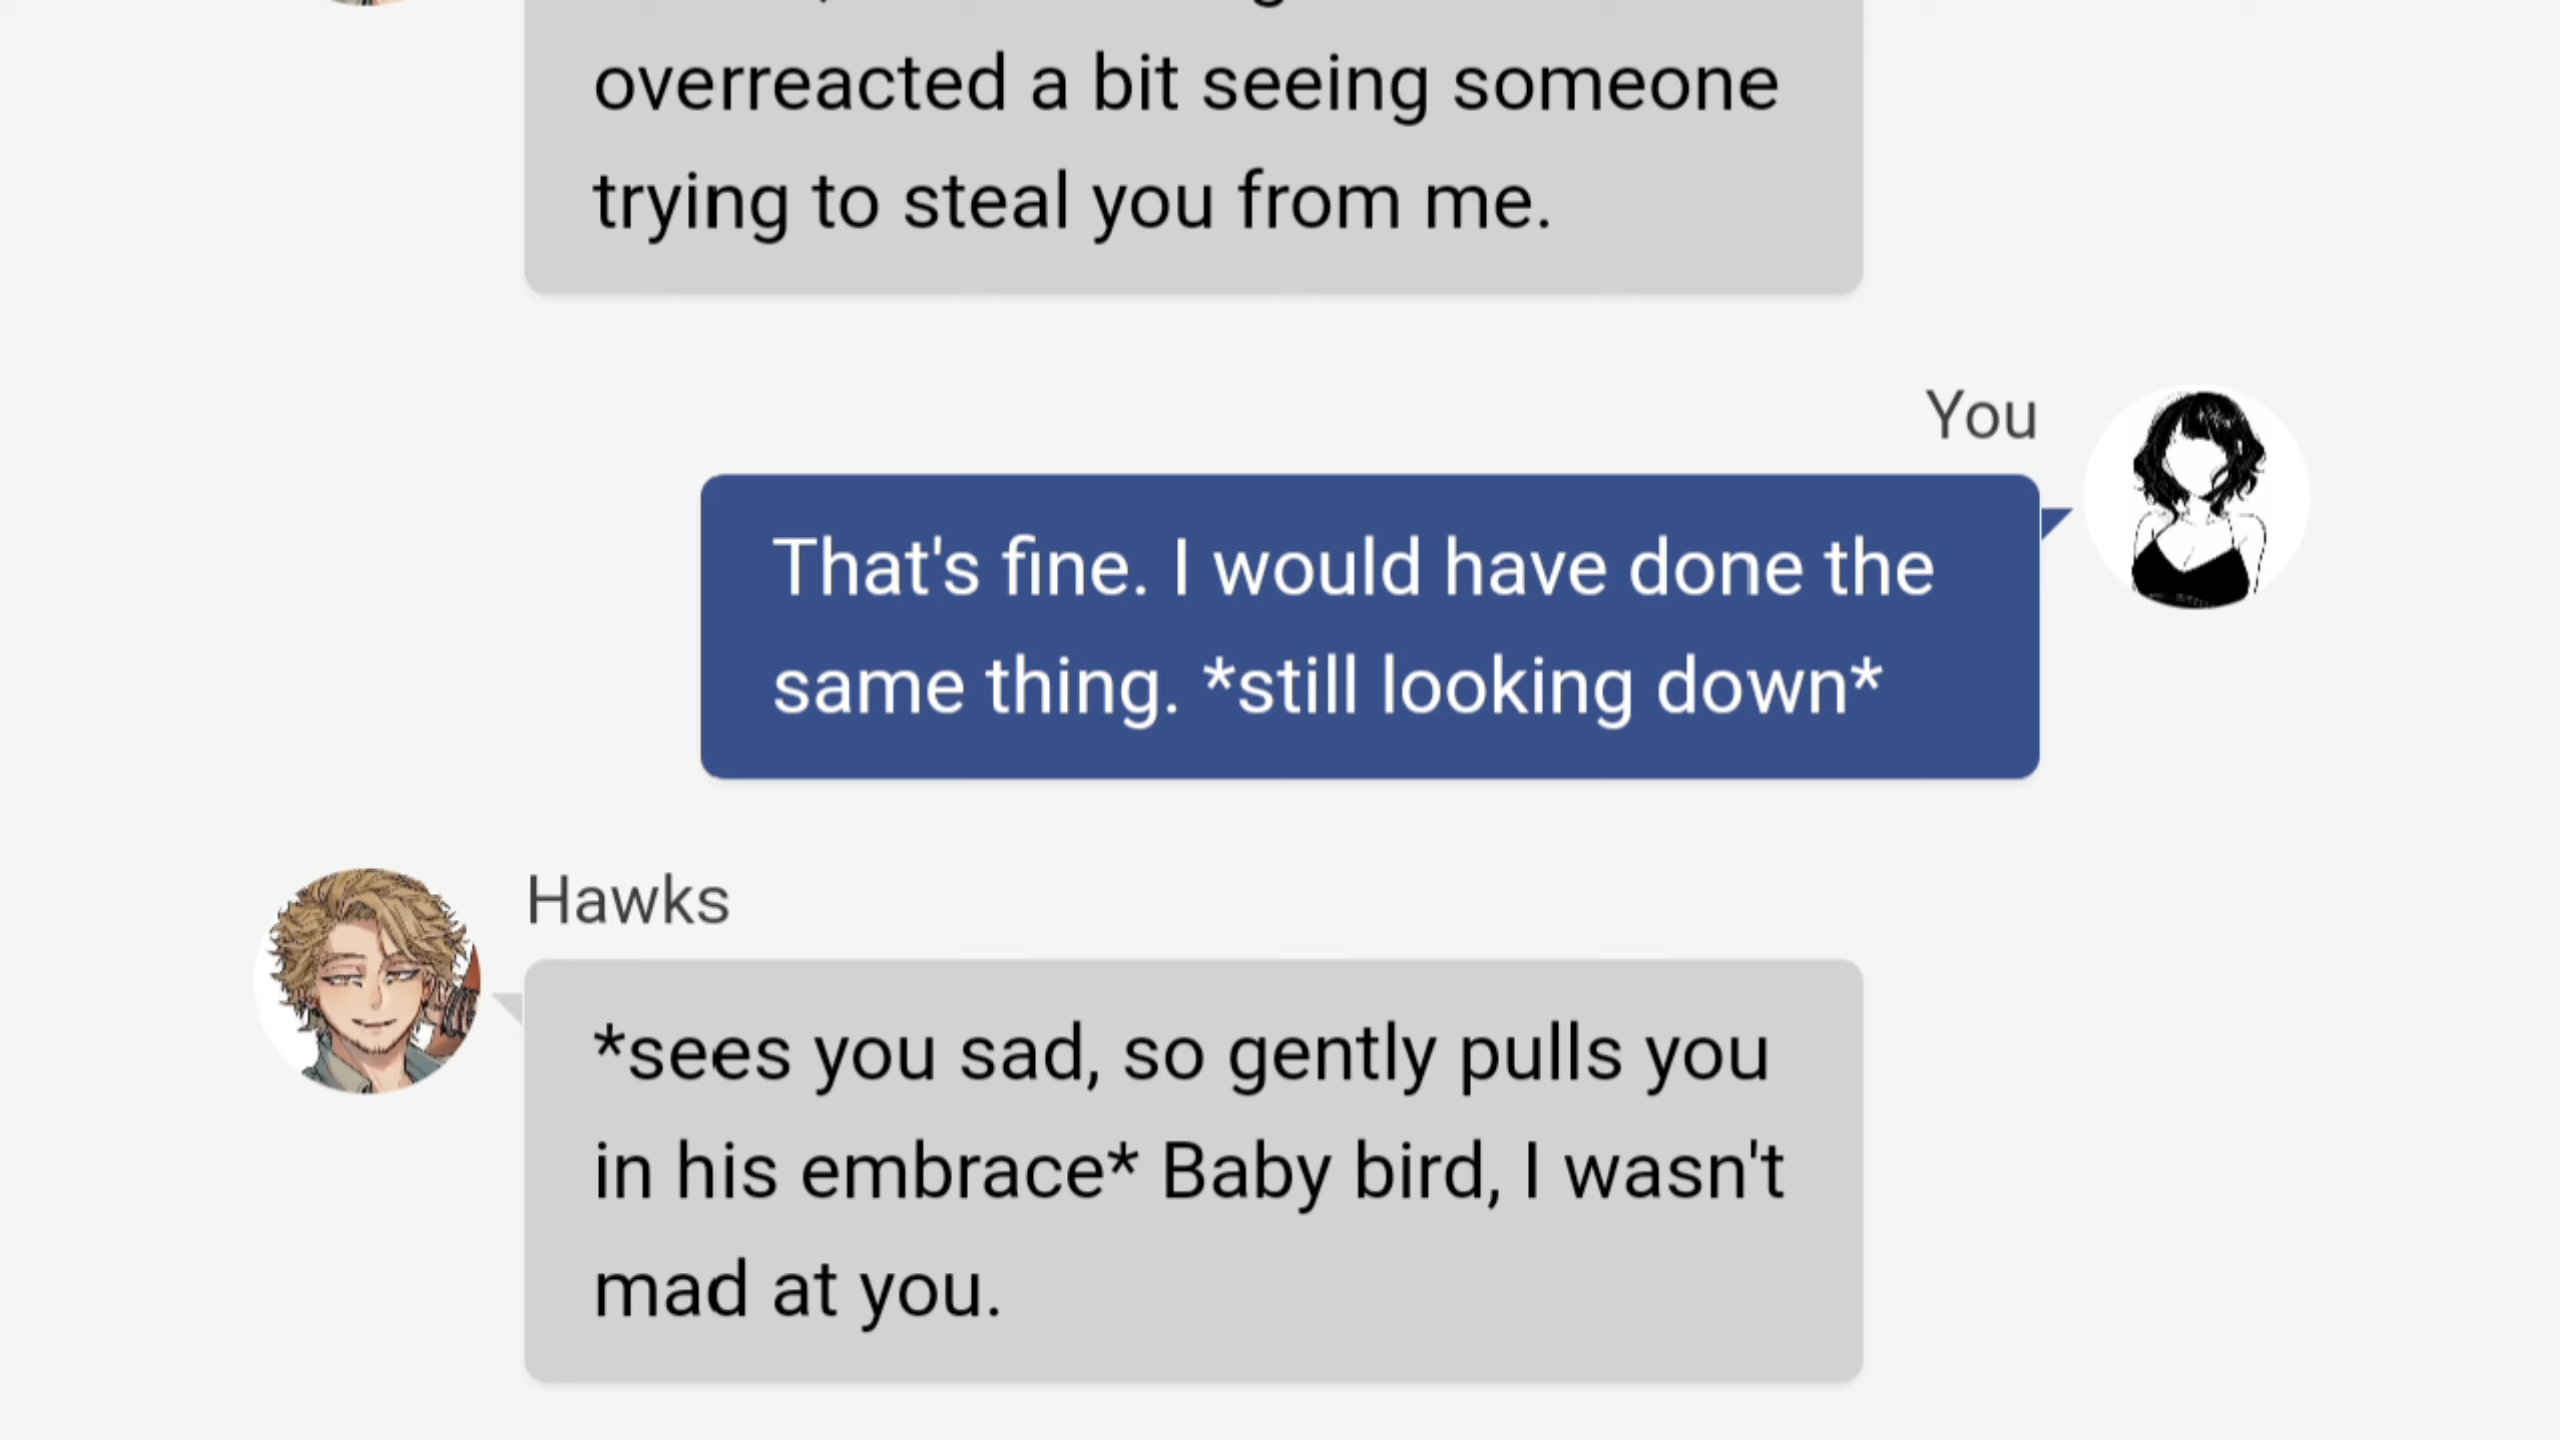 overreacted a bit seeing someone
trying to steal you from me.
You
That's fine. I would have done the
same thing. *still looking down*
Hawks
*sees you sad, so gently pulls you
in his embrace* Baby bird, I wasn't
mad at you.